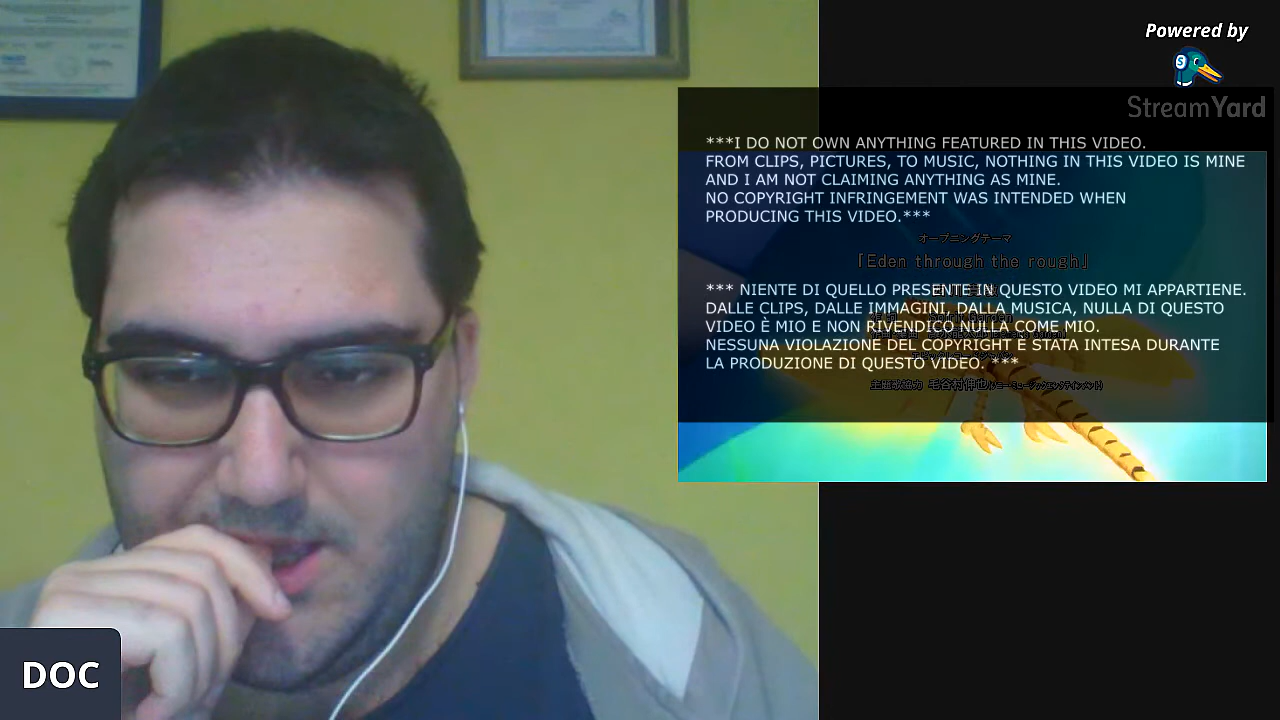 Powered by
StreamYard
***I DO NOT OWN ANYTHING FEATURED IN THIS VIDEO.
FROM CLIPS, PICTURES, TO MUSIC, NOTHING IN THIS VIDEO IS MINE
AND I AM NOT CLAIMING ANYTHING AS MINE.
NO COPYRIGHT INFRINGEMENT WAS INTENDED WHEN
PRODUCING THIS VIDEO.***
オープニングテーマ
「Eden through the rough」
*** NIENTE DI QUELLO PRESENTE IN QUESTO VIDEO MI APPARTIENE.
DALLE CLIPS, DALLE IMMAGINI, DALLA MUSICA, NULLA DI QUESTO
VIDEO È MIO E NON RIVENDICO NULLA COME MIO.
NESSUNA VIOLAZIONE DEL COPYRIGHT È STATA INTESA DURANTE
LA PRODUZIONE DI QUESTO VIDEO. ***
DOC